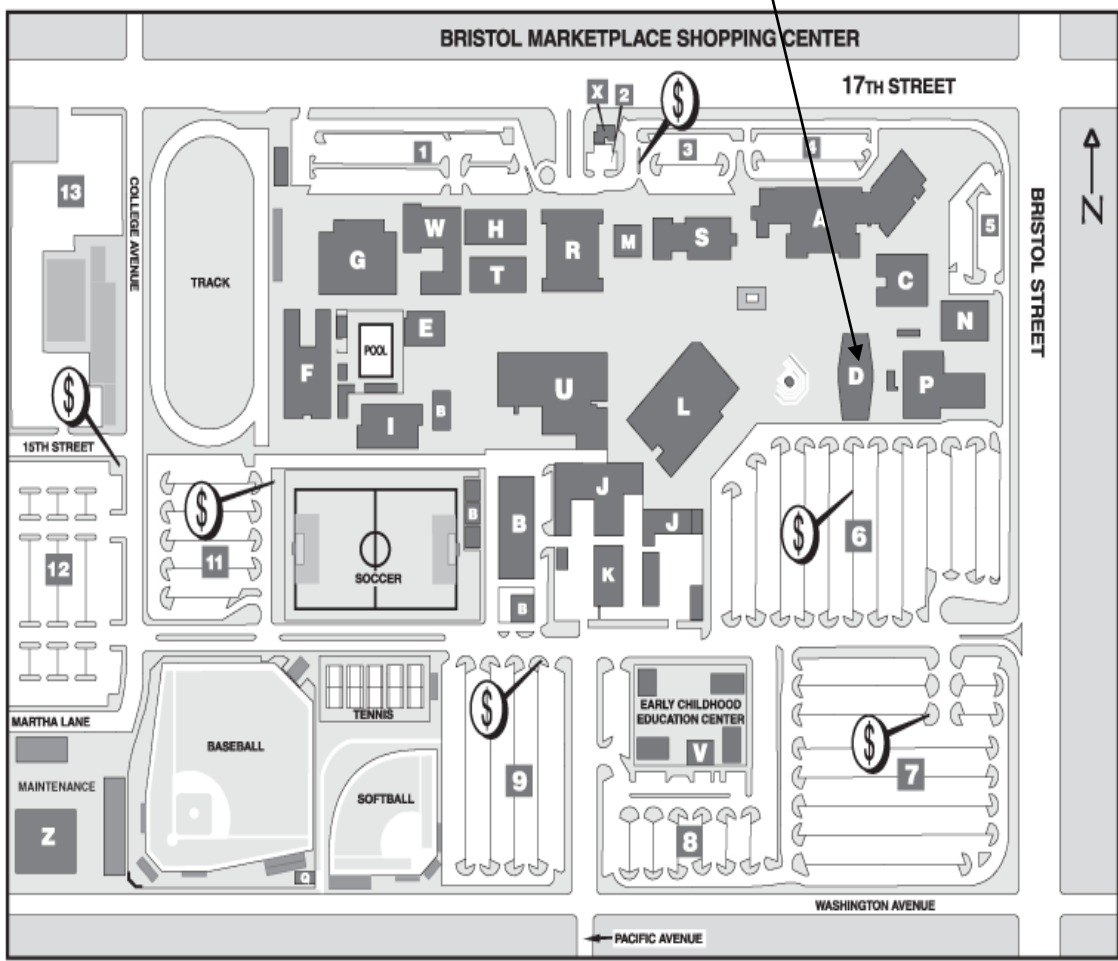 BRISTOL MARKETPLACE SHOPPING CENTER
17TH STREET
X
2
$
1
3
4
N
13
COLLEGE AVENUE
BRISTOL STREET
5
A
W
H
R
M
S
G
T
C
TRACK
N
E
POOL
F
U
D
P
L
I
B
$
15TH STREET
J
J
B
B
$
$
6
11
12
SOCCER
K
B
MARTHA LANE
TENNIS
$
EARLY CHILDHOOD
EDUCATION CENTER
V
$
7
BASEBALL
MAINTENANCE
SOFTBALL
9
Z
8
Q
WASHINGTON AVENUE
PACIFIC AVENUE